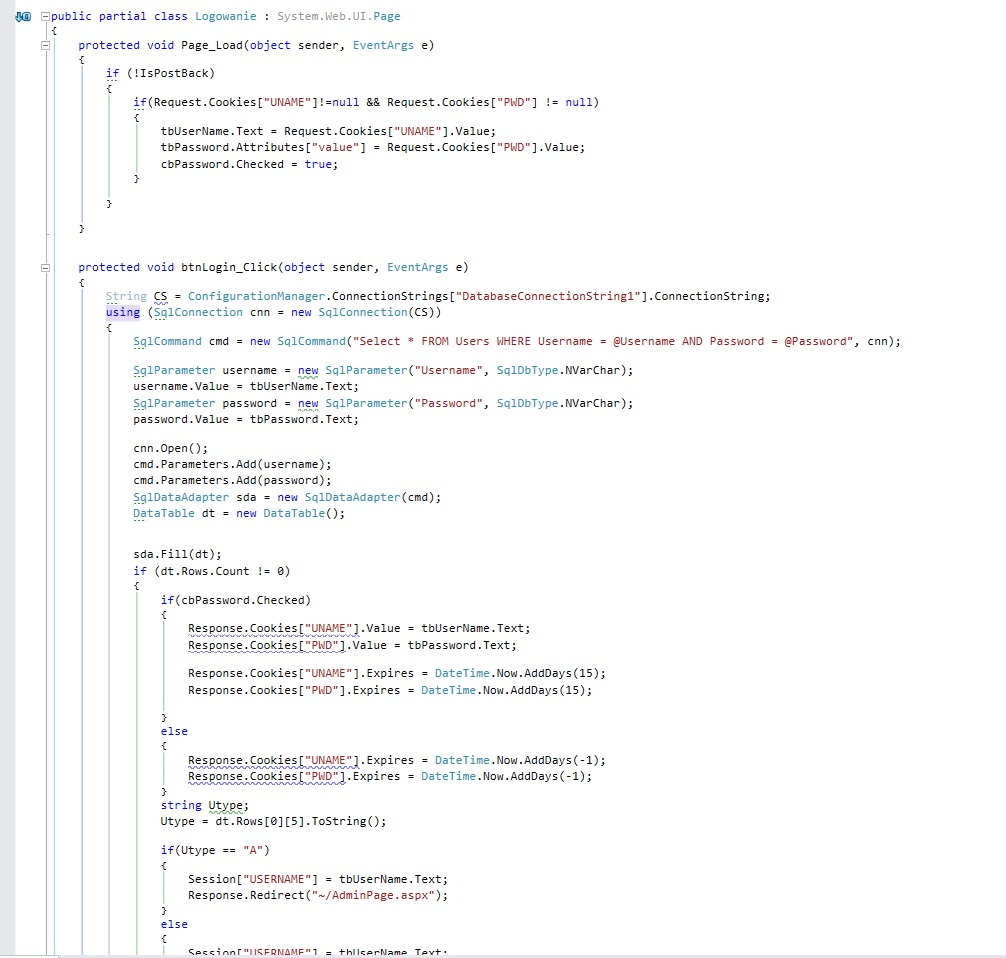 public partial class Logowanie : System.Web.UI.Page
{
protected void Page_Load(object sender, EventArgs e)
{
if (!IsPostBack)
{
if(Request.Cookies["UNAME"]!=null && Request.Cookies["PWD"] != null)
{
tbUserName.Text = Request.Cookies["UNAME"].Value;
tbPassword.Attributes["value"] = Request.Cookies["PWD"].Value;
cbPassword.Checked = true;
}
}
}
protected void btnLogin_Click(object sender, EventArgs e)
{
String CS = ConfigurationManager.ConnectionStrings["DatabaseConnectionString1"].ConnectionString;
using (SqlConnection cnn = new SqlConnection(CS))
{
SqlCommand cmd = new SqlCommand("Select * FROM Users WHERE Username = @Username AND Password = @Password", cnn);
SqlParameter username = new SqlParameter("Username", SqlDbType.NVarChar);
username.Value = tbUserName.Text;
SqlParameter password = new SqlParameter("Password", SqlDbType.NVarChar);
password.Value = tbPassword.Text;
cnn.Open();
cmd.Parameters.Add(username);
cmd.Parameters.Add(password);
SqlDataAdapter sda = new SqlDataAdapter(cmd);
DataTable dt = new DataTable();
sda.Fill(dt);
if (dt.Rows.Count != 0)
{
if(cbPassword.Checked)
{
Response.Cookies["UNAME"].Value = tbUserName.Text;
Response.Cookies["PWD"].Value = tbPassword.Text;
Response.Cookies["UNAME"].Expires = DateTime.Now.AddDays(15);
Response.Cookies["PWD"].Expires = DateTime.Now.AddDays(15);
}
else
{
Response.Cookies["UNAME"].Expires = DateTime.Now.AddDays(-1);
Response.Cookies["PWD"].Expires = DateTime.Now.AddDays(-1);
}
string Utype;
Utype = dt.Rows[0][5].ToString();
if(Utype == "A")
{
Session["USERNAME"] = tbUserName.Text;
Response.Redirect("~/AdminPage.aspx");
}
else
{
Session["USERNAME"] = tbUserName.Text;